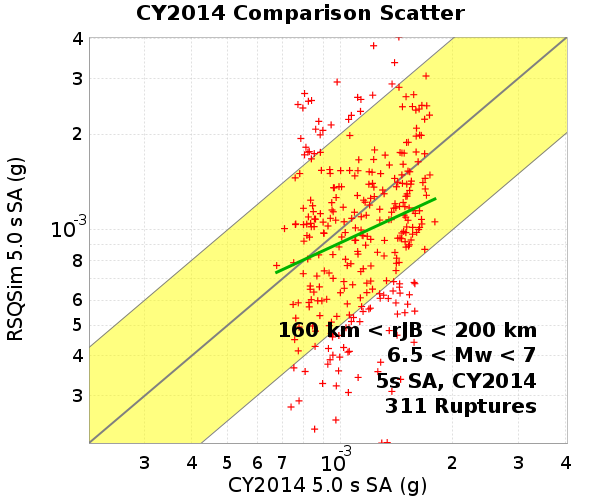 CY2014 Comparison Scatter
RSQSim 5.0 s SA (g)
4
3
2
10⁻³
8
6
5
4
3
160 km < rJB < 200 km
6.5 < Mw < 7
5s SA, CY2014
311 Ruptures
3 4 5 6 7 10⁻³ 2 3 4
CY2014 5.0 s SA (g)